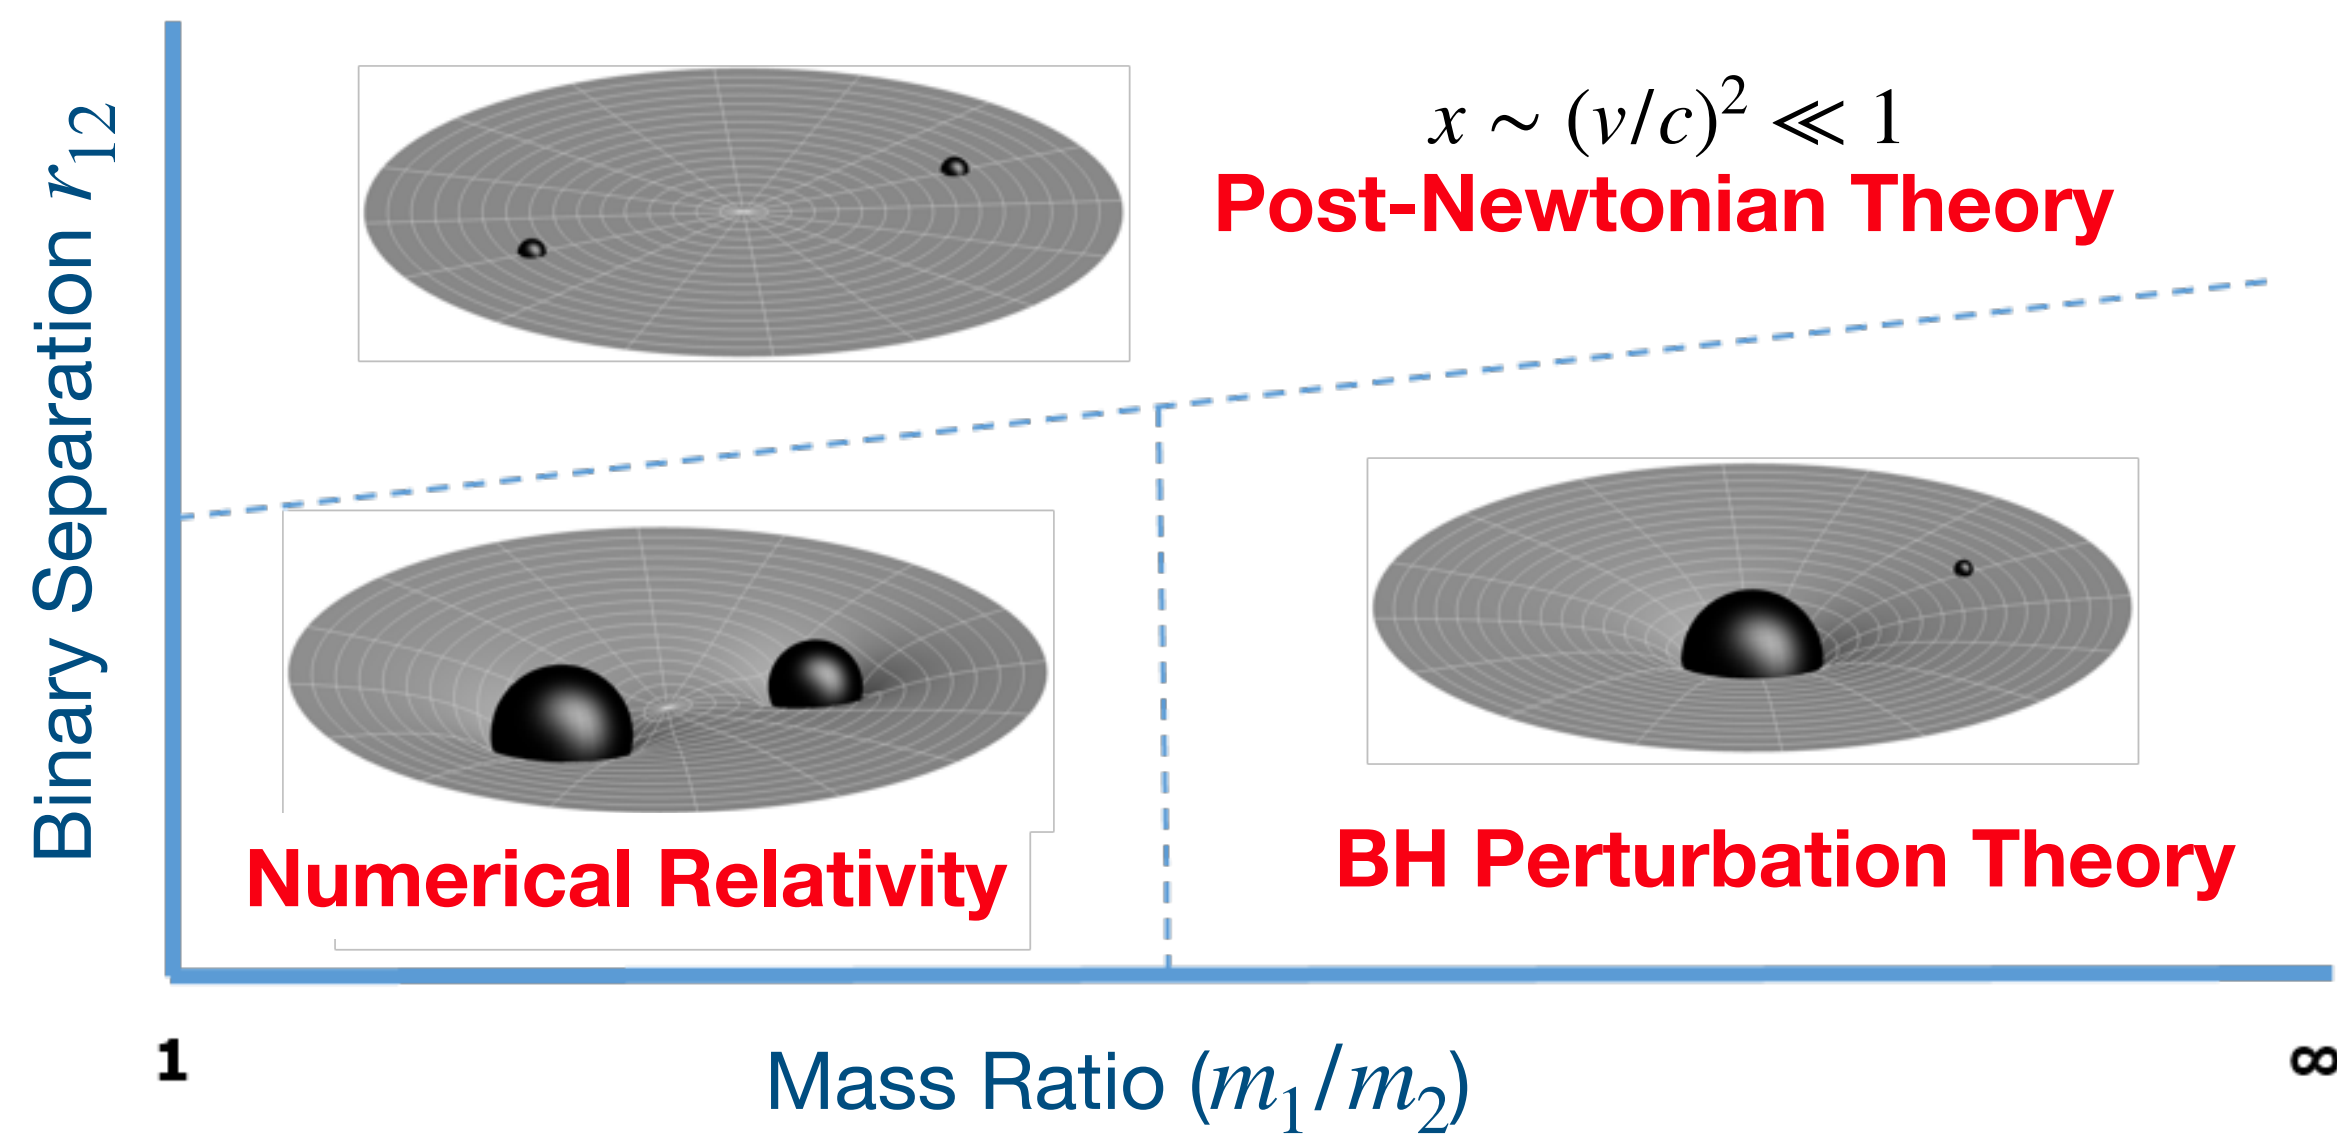 Binary Separation r₁₂
x ∼ (v/c)² ≪ 1
Post-Newtonian Theory
Numerical Relativity
BH Perturbation Theory
1
∞
Mass Ratio (m₁/m₂)